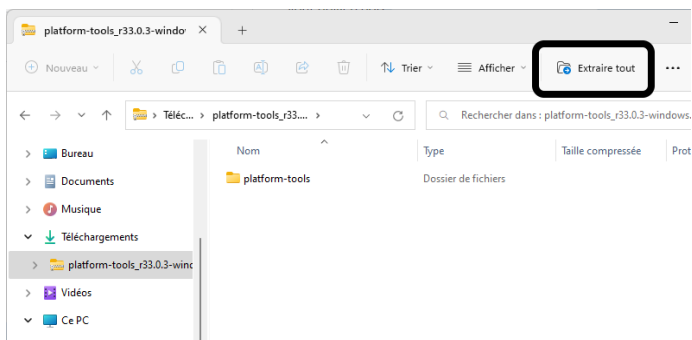 platform-tools_r33.0.3-windov
Nouveau Trier Afficher Extraire tout
Téléc... platform-tools_r33.... Rechercher dans : platform-tools_r33.0.3-windows.
Bureau
Documents
Musique
Téléchargements
platform-tools_r33.0.3-winc
Vidéos
Ce PC
Nom Type Taille compressée Prot
platform-tools Dossier de fichiers